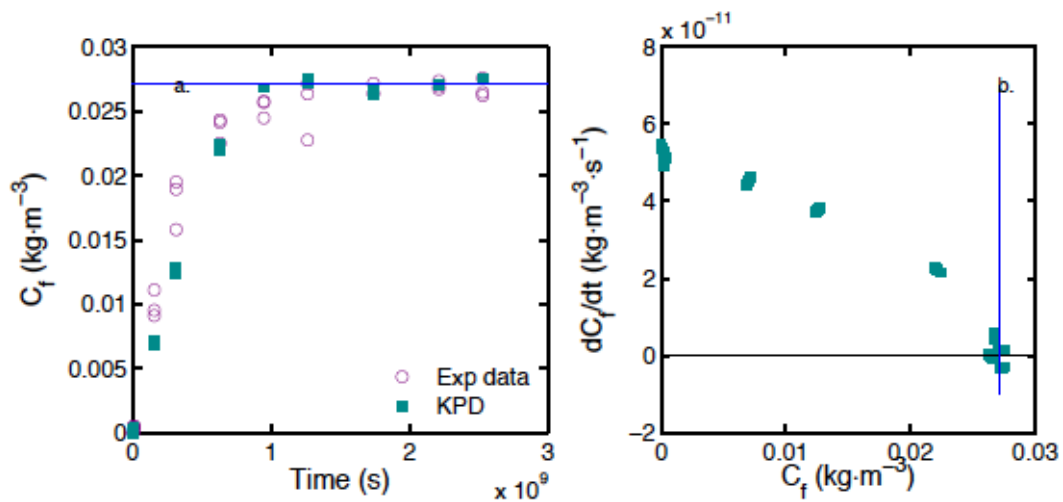 0.03
0.025
0.02
0.015
0.01
0.005
0
C_f (kg·m⁻³)
a.
Exp data
KPD
0 1 2 3
Time (s)
x 10⁹
x 10⁻¹¹
8
6
4
2
0
−2
dC_f/dt (kg·m⁻³·s⁻¹)
b.
0 0.01 0.02 0.03
C_f (kg·m⁻³)